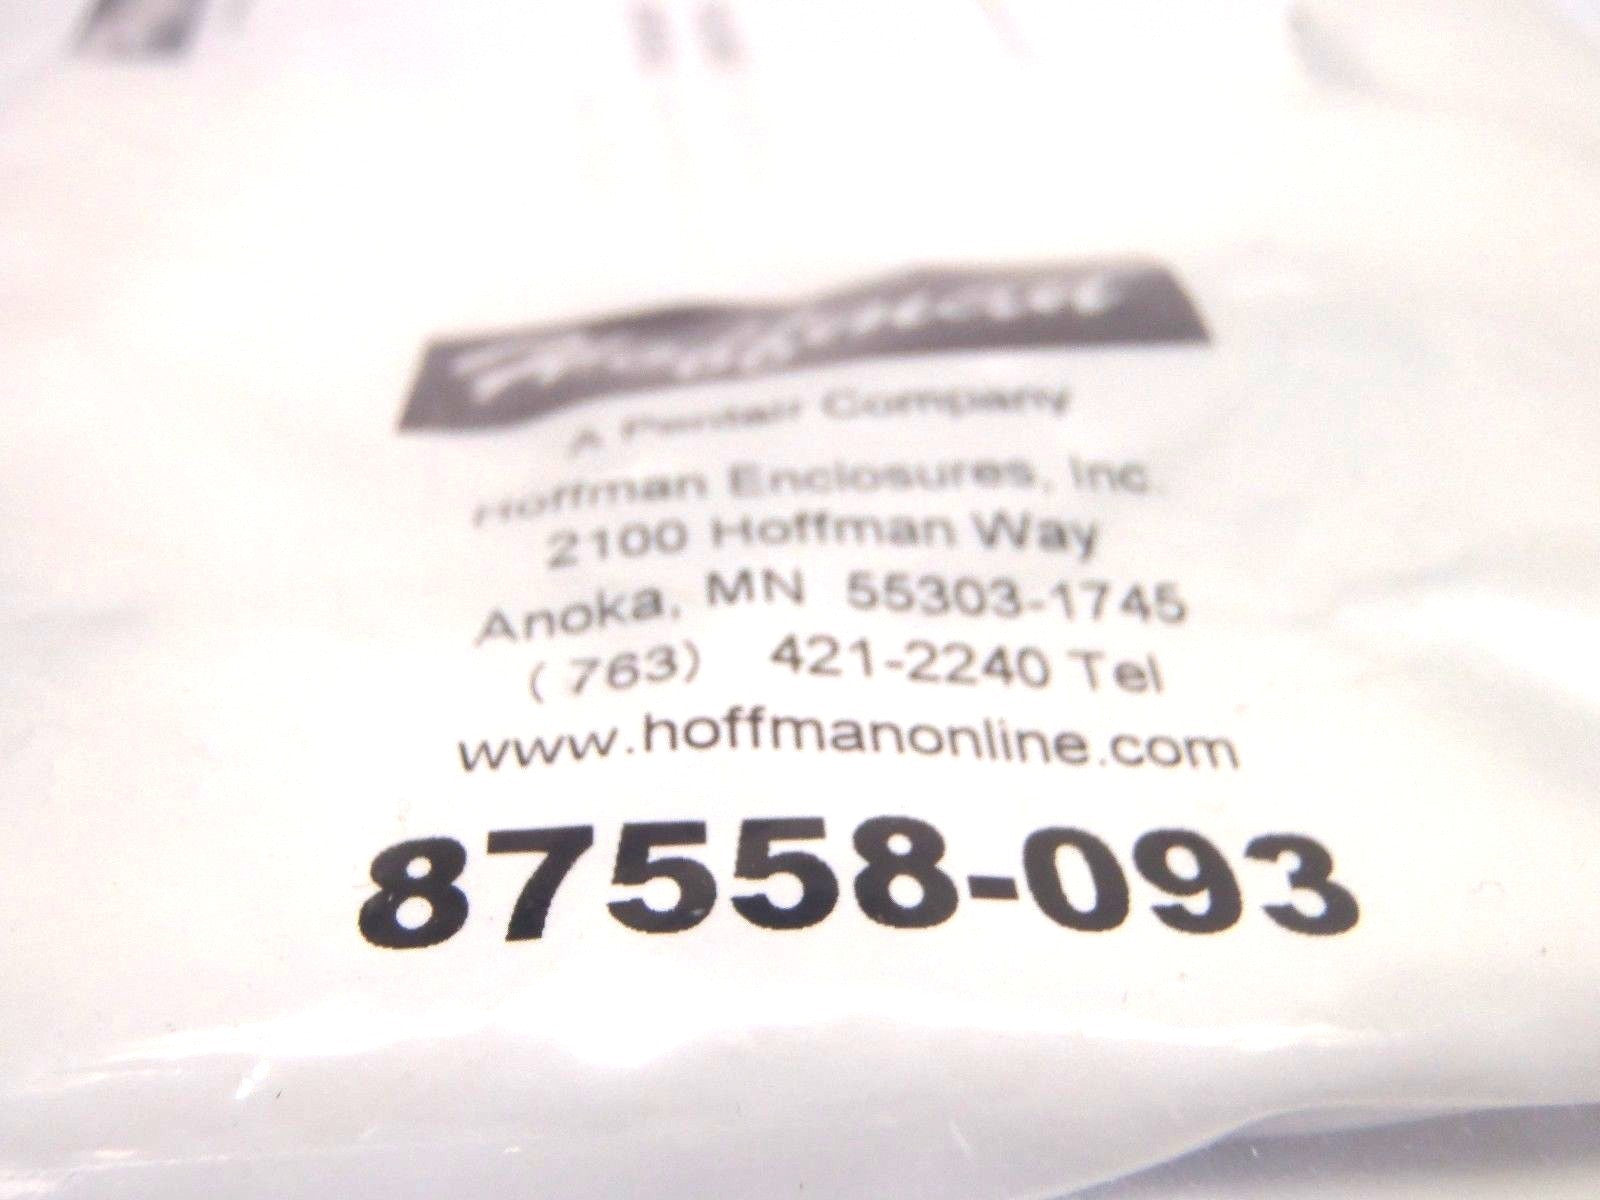 Hoffman
A Pentair Company
Hoffman Enclosures, Inc.
2100 Hoffman Way
Anoka, MN 55303-1745
(763) 421-2240 Tel
www.hoffmanonline.com
87558-093